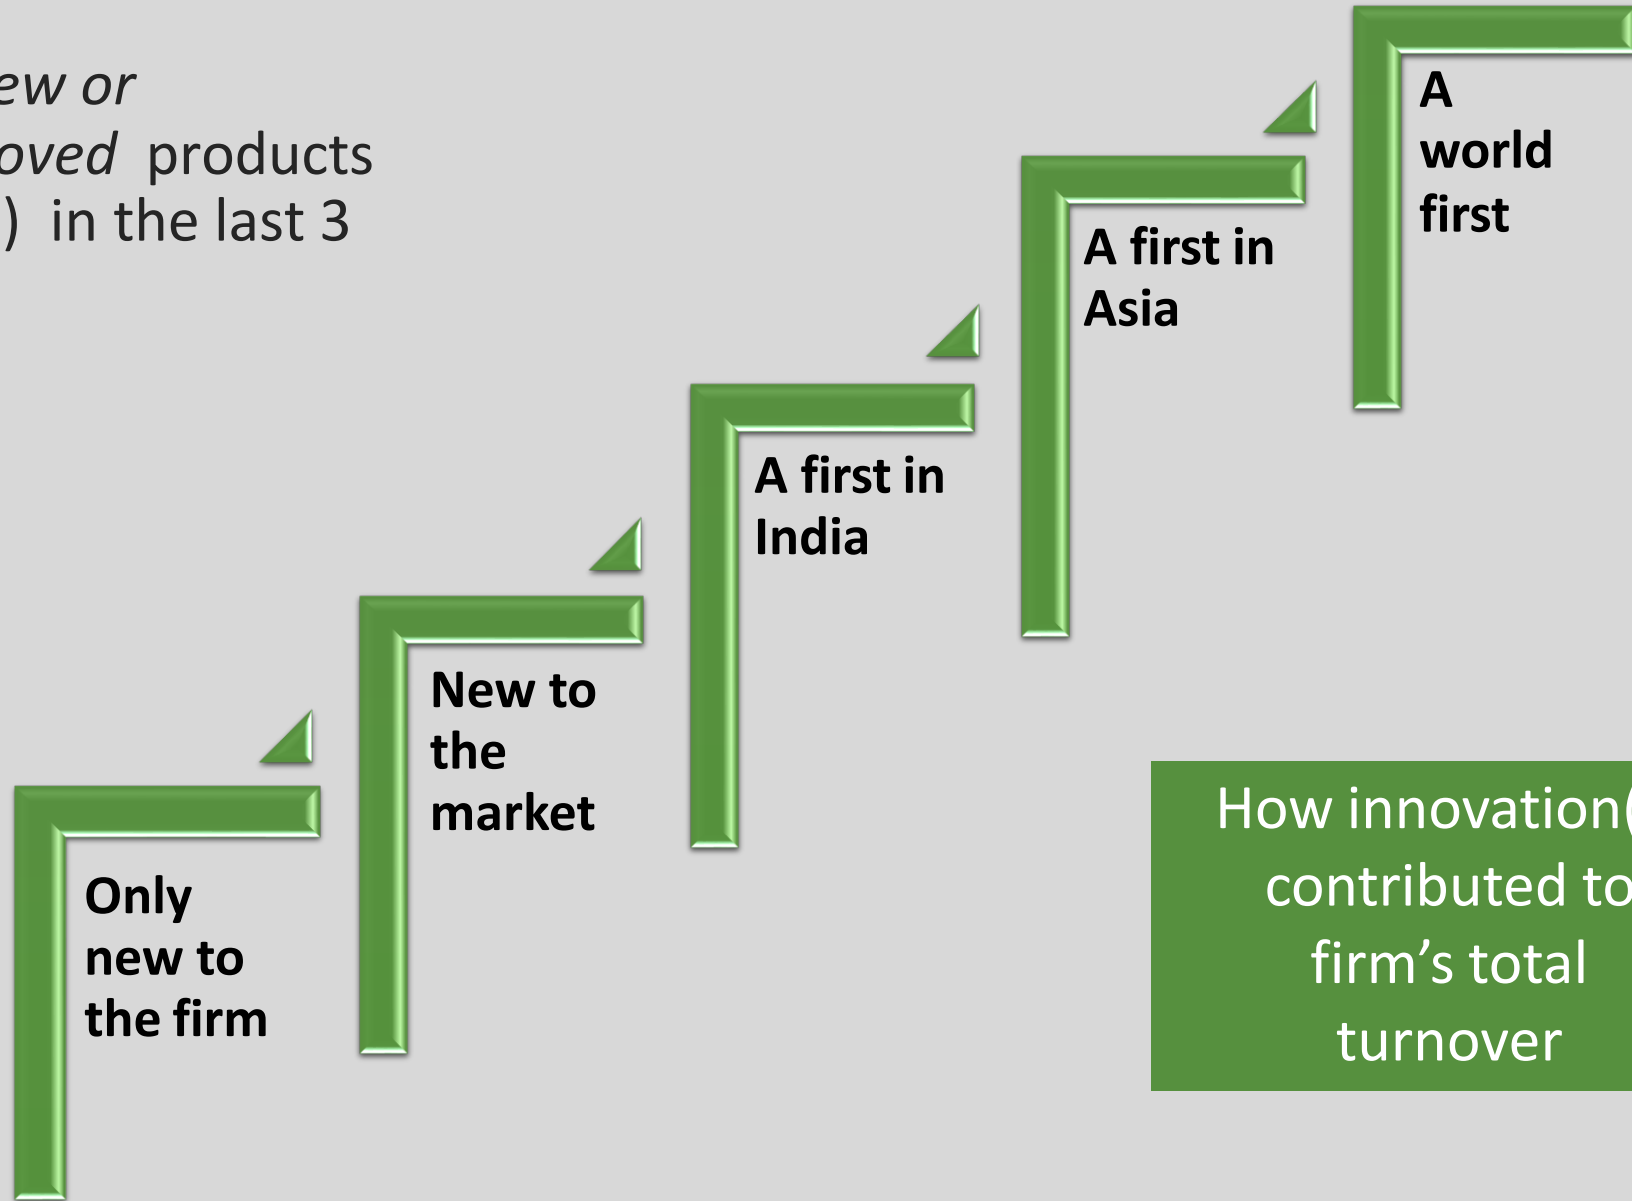 ew or
oved products
) in the last 3
A
world
first
A first in
Asia
A first in
India
New to
the
market
Only
new to
the firm
How innovation(
contributed to
firm’s total
turnover